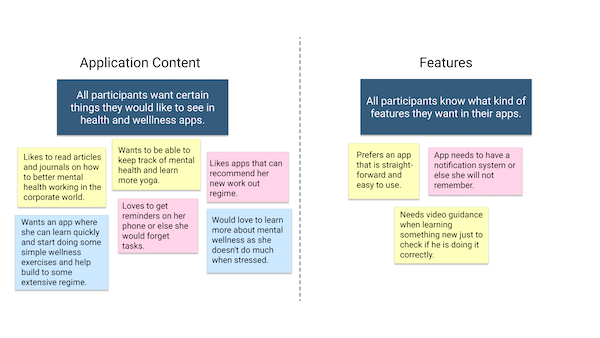 Application Content
All participants want certain
things they would like to see in
health and welllness apps.
Likes to read articles
and journals on how
to better mental
health working in the
corporate world.
Wants to be able to
keep track of mental
health and learn
more yoga.
Likes apps that can
recommend her
new work out
regime.
Wants an app where
she can learn quickly
and start doing some
simple wellness
exercises and help
build to some
extensive regime.
Loves to get
reminders on her
phone or else she
would forget
tasks.
Would love to learn
more about mental
wellness as she
doesn't do much
when stressed.
Features
All participants know what kind of
features they want in their apps.
Prefers an app
that is straight-
forward and
easy to use.
App needs to have a
notification system or
else she will not
remember.
Needs video guidance
when learning
something new just to
check if he is doing it
correctly.